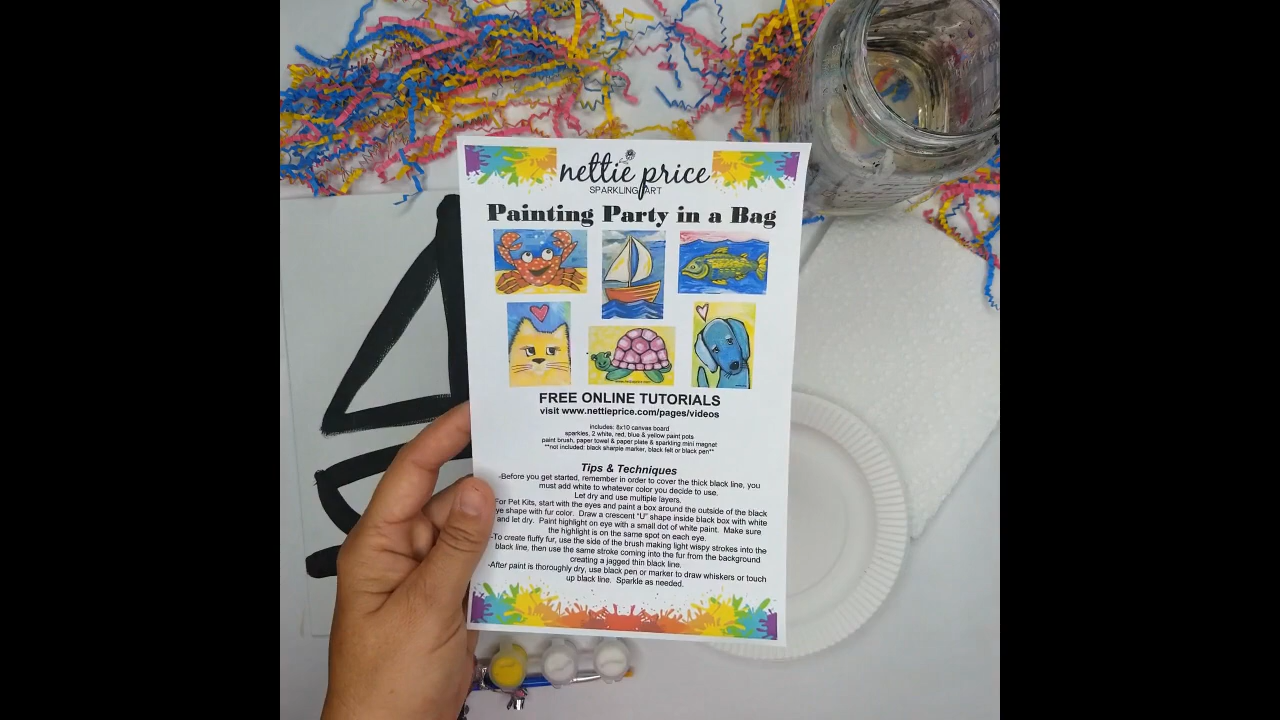 nettie price
SPARKLING ART
Painting Party in a Bag
FREE ONLINE TUTORIALS
visit www.nettieprice.com/pages/videos
includes: 8x10 canvas board
sparkles, 2 white, red, blue & yellow paint pots
paint brush, paper towel & paper plate & sparkling mini magnet
**not included: black sharpie marker, black felt or black pen**
Tips & Techniques
-Before you get started, remember in order to cover the thick black line, you
must add white to whatever color you decide to use.
Let dry and use multiple layers.
For Pet Kits, start with the eyes and paint a box around the outside of the black
ye shape with fur color. Draw a crescent "U" shape inside black box with white
and let dry. Paint highlight on eye with a small dot of white paint. Make sure
the highlight is on the same spot on each eye.
-To create fluffy fur, use the side of the brush making light wispy strokes into the
black line, then use the same stroke coming into the fur from the background
creating a jagged thin black line.
-After paint is thoroughly dry, use black pen or marker to draw whiskers or touch
up black line. Sparkle as needed.